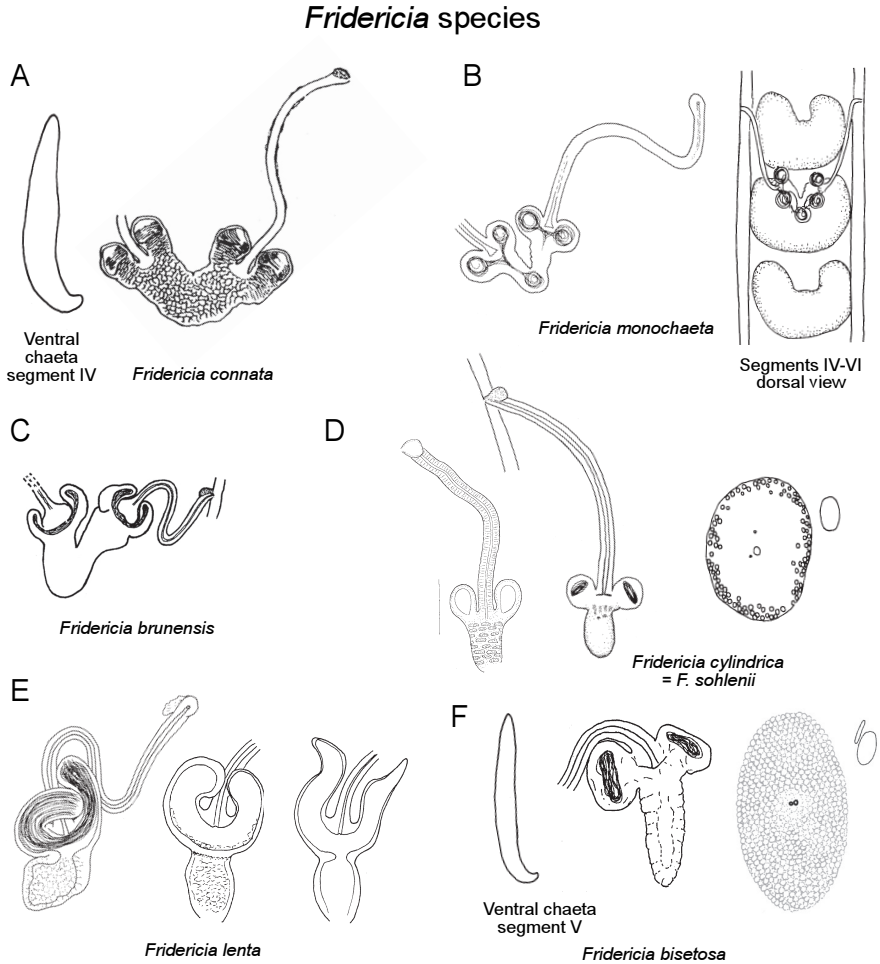 Fridericia species
A
Ventral
chaeta
segment IV
Fridericia connata
B
Fridericia monochaeta
Segments IV-VI
dorsal view
C
Fridericia brunensis
D
Fridericia cylindrica
= F. sohlenii
E
Fridericia lenta
F
Ventral chaeta
segment V
Fridericia bisetosa